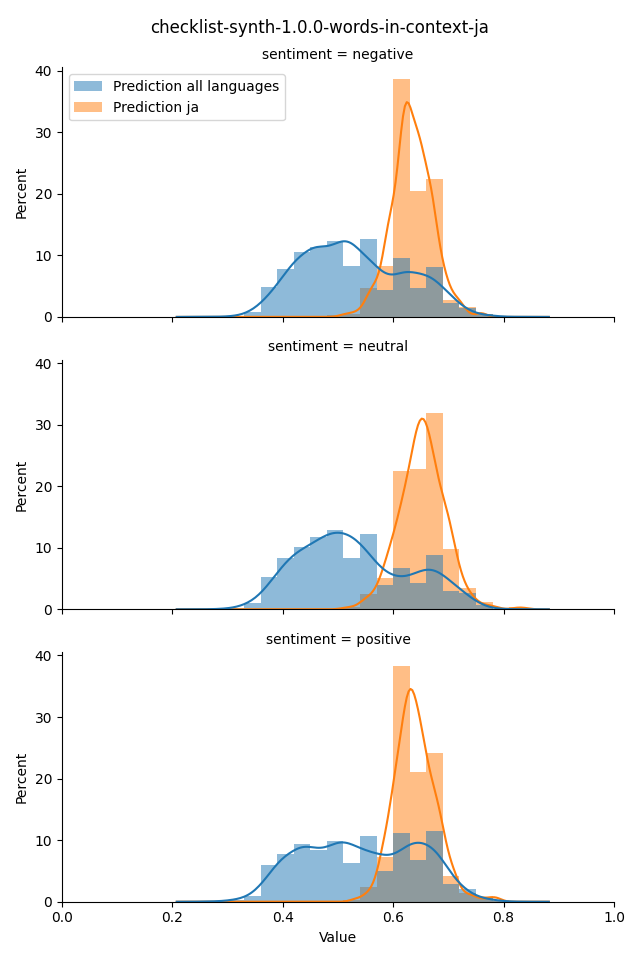 checklist-synth-1.0.0-words-in-context-ja
sentiment = negative
40
30
20
10
0
Percent
Prediction all languages
Prediction ja
sentiment = neutral
40
30
20
10
0
Percent
sentiment = positive
40
30
20
10
0
Percent
0.0 0.2 0.4 0.6 0.8 1.0
Value